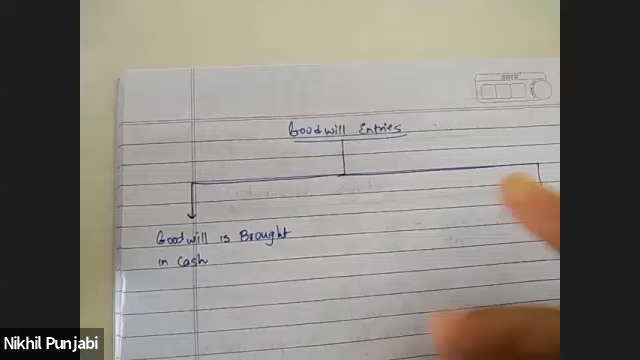 Goodwill Entries
Goodwill is Brought
in Cash
Nikhil Punjabi